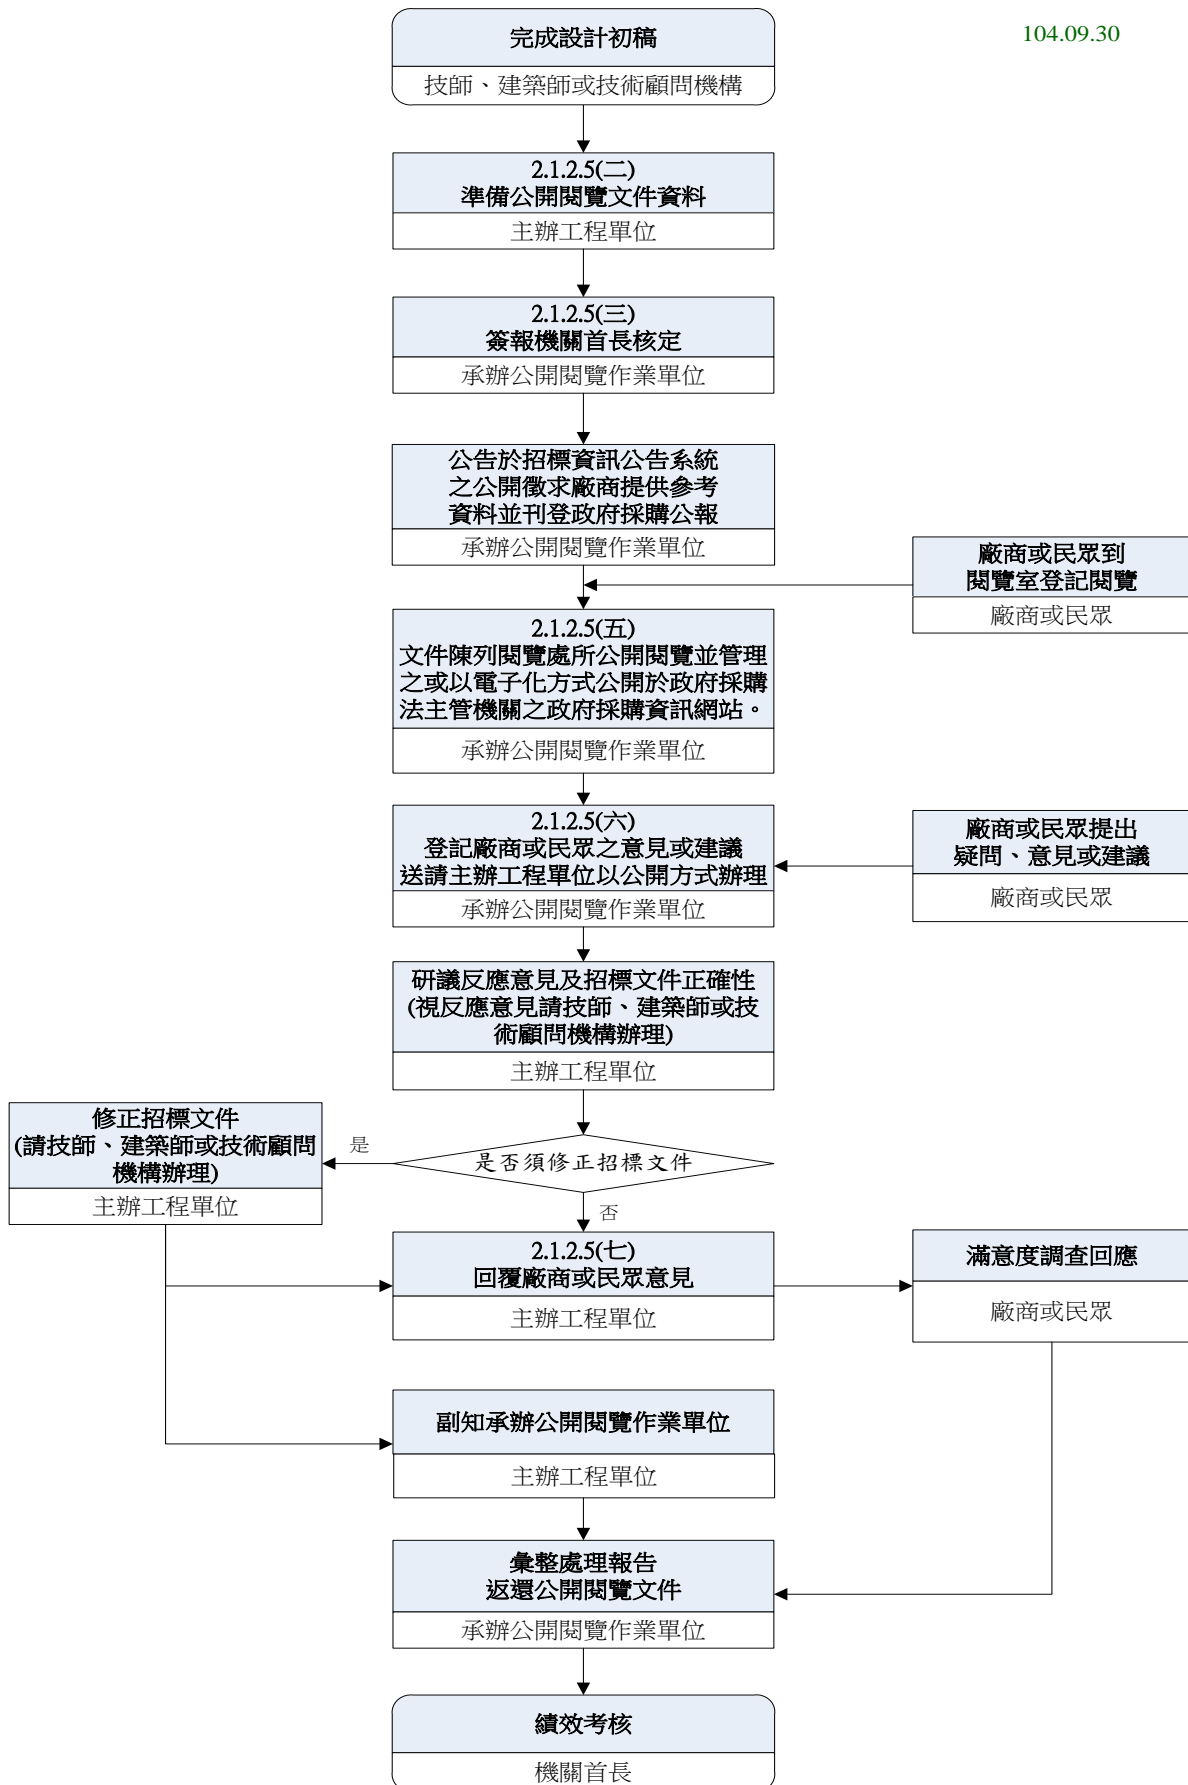 104.09.30
完成設計初稿
技師、建築師或技術顧問機構
2.1.2.5(二)
準備公開閱覽文件資料
主辦工程單位
2.1.2.5(三)
簽報機關首長核定
承辦公開閱覽作業單位
公告於招標資訊公告系統
之公開徵求廠商提供參考
資料並刊登政府採購公報
承辦公開閱覽作業單位
廠商或民眾到
閱覽室登記閱覽
廠商或民眾
2.1.2.5(五)
文件陳列閱覽處所公開閱覽並管理
之或以電子化方式公開於政府採購
法主管機關之政府採購資訊網站。
承辦公開閱覽作業單位
2.1.2.5(六)
登記廠商或民眾之意見或建議
送請主辦工程單位以公開方式辦理
承辦公開閱覽作業單位
廠商或民眾提出
疑問、意見或建議
廠商或民眾
研議反應意見及招標文件正確性
(視反應意見請技師、建築師或技
術顧問機構辦理)
主辦工程單位
修正招標文件
(請技師、建築師或技術顧問
機構辦理)
主辦工程單位
是
是否須修正招標文件
否
2.1.2.5(七)
回覆廠商或民眾意見
主辦工程單位
滿意度調查回應
廠商或民眾
副知承辦公開閱覽作業單位
主辦工程單位
彙整處理報告
返還公開閱覽文件
承辦公開閱覽作業單位
績效考核
機關首長